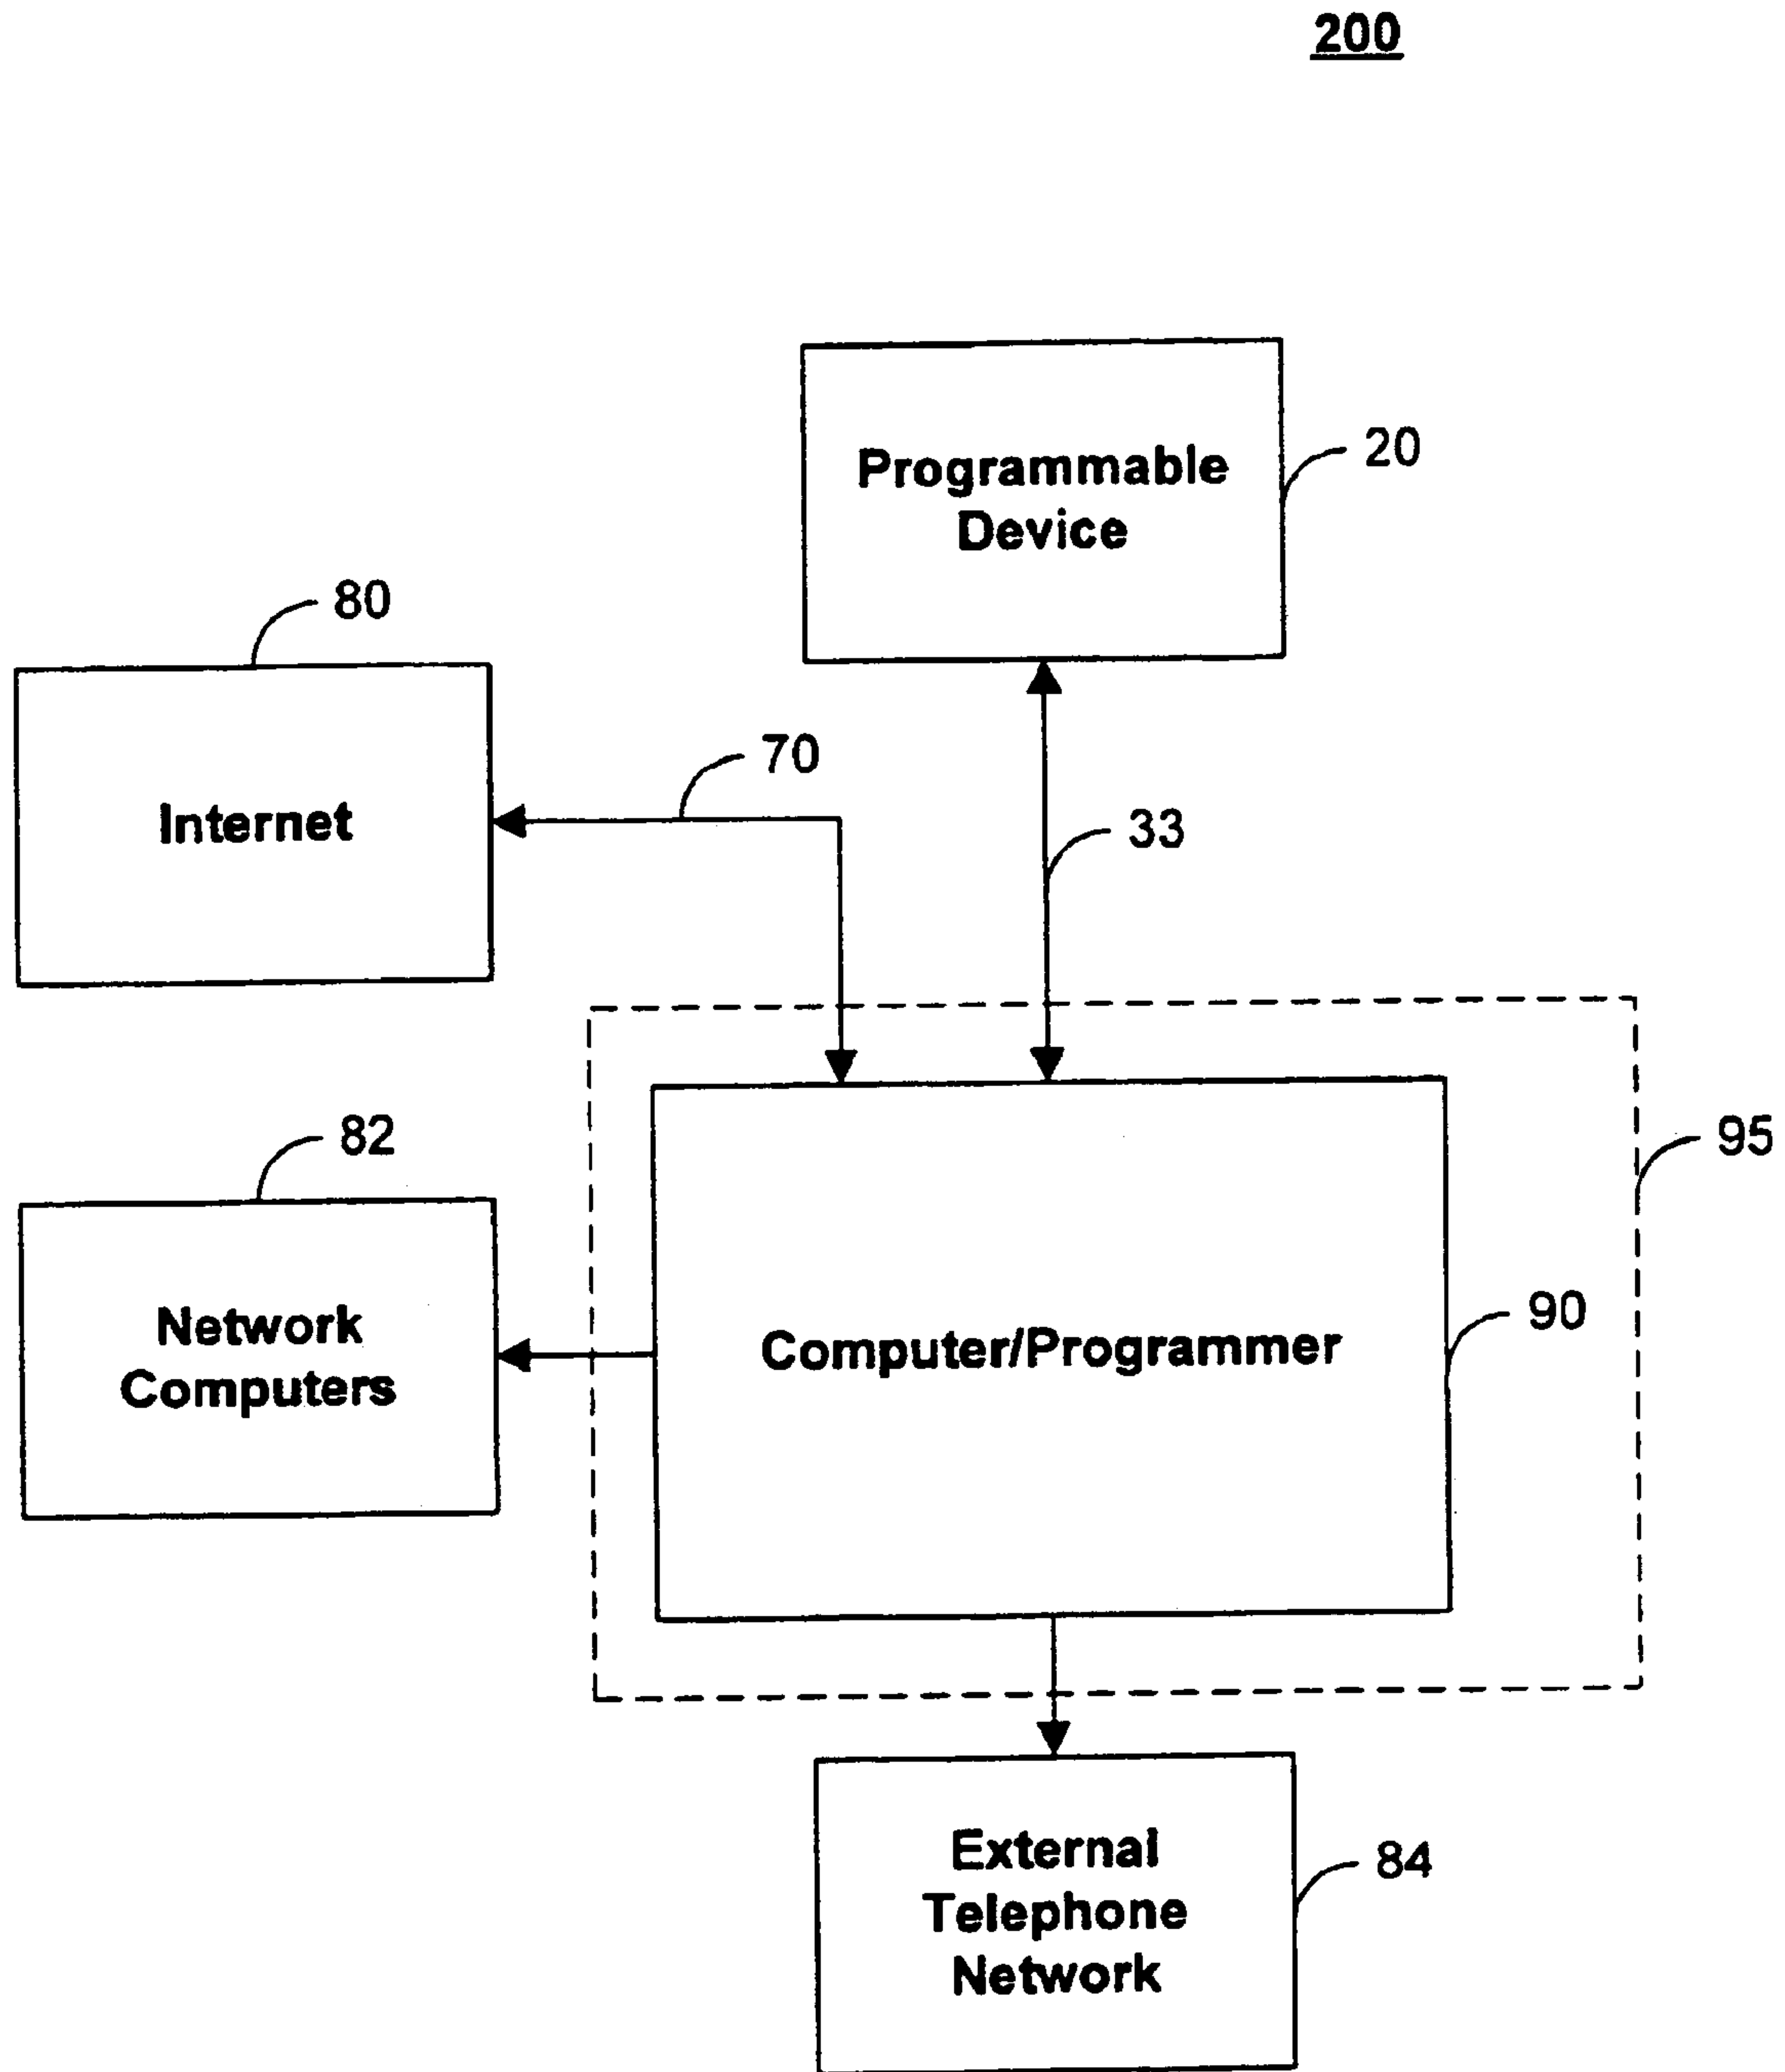 200
Programmable
Device
20
80
Internet
70
33
82
Network
Computers
95
Computer/Programmer
90
External
Telephone
Network
84